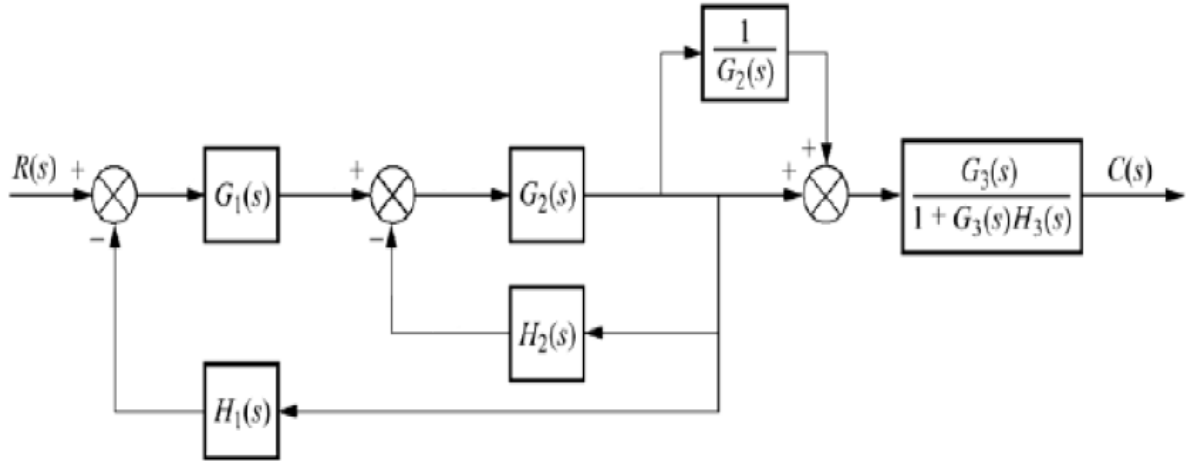 1
G₂(s)
R(s) + G₁(s) + G₂(s) + + G₃(s) C(s)
1 + G₃(s)H₃(s)
− −
H₂(s)
H₁(s)